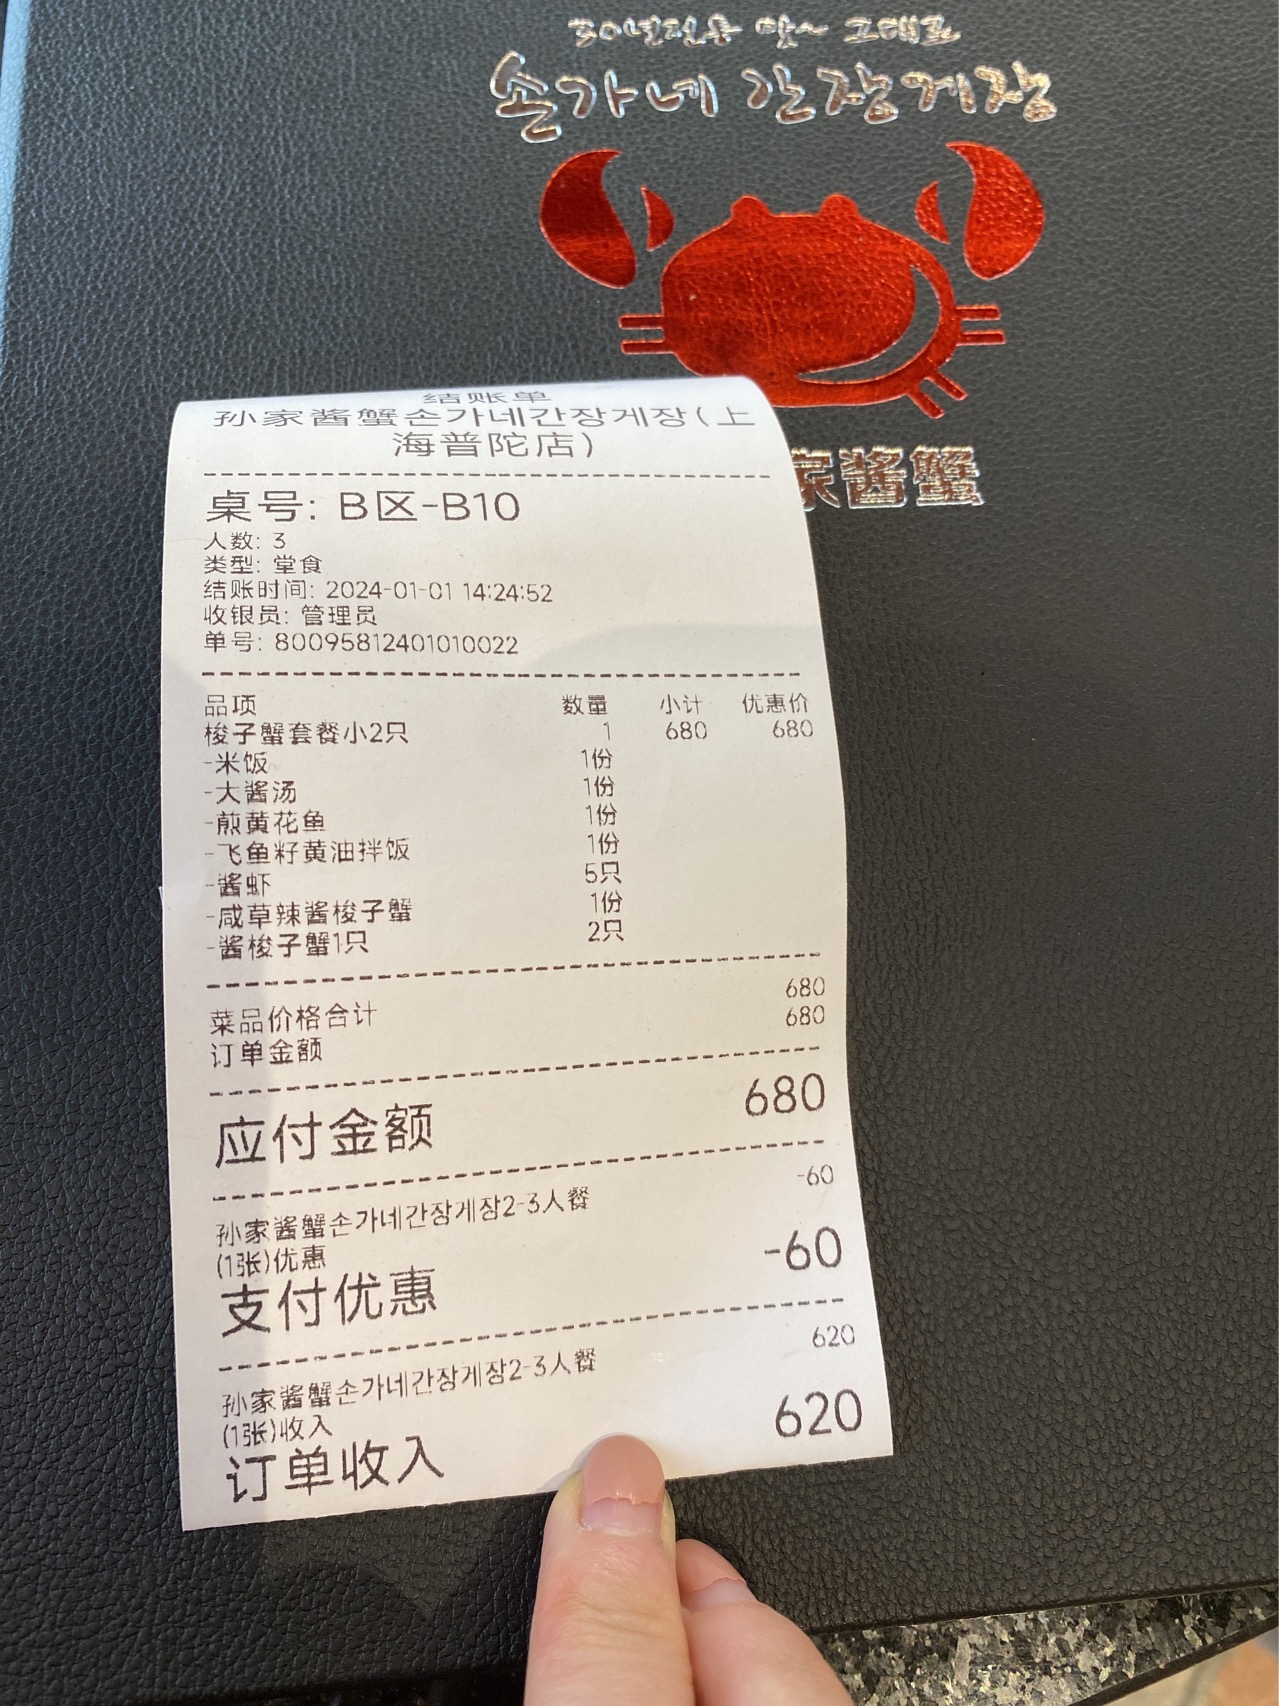 30년전통 맛~ 그대로
손가네 간장게장
家酱蟹
结账单
孙家酱蟹손가네간장게장(上
海普陀店)
桌号: B区-B10
人数: 3
类型: 堂食
结账时间: 2024-01-01 14:24:52
收银员: 管理员
单号: 80095812401010022
品项 数量 小计 优惠价
梭子蟹套餐小2只 1 680 680
-米饭 1份
-大酱汤 1份
-煎黄花鱼 1份
-飞鱼籽黄油拌饭 1份
-酱虾 5只
-咸草辣酱梭子蟹 1份
-酱梭子蟹1只 2只
菜品价格合计 680
订单金额 680
应付金额 680
孙家酱蟹손가네간장게장2-3人餐 -60
(1张)优惠
支付优惠 -60
孙家酱蟹손가네간장게장2-3人餐 620
(1张)收入
订单收入 620